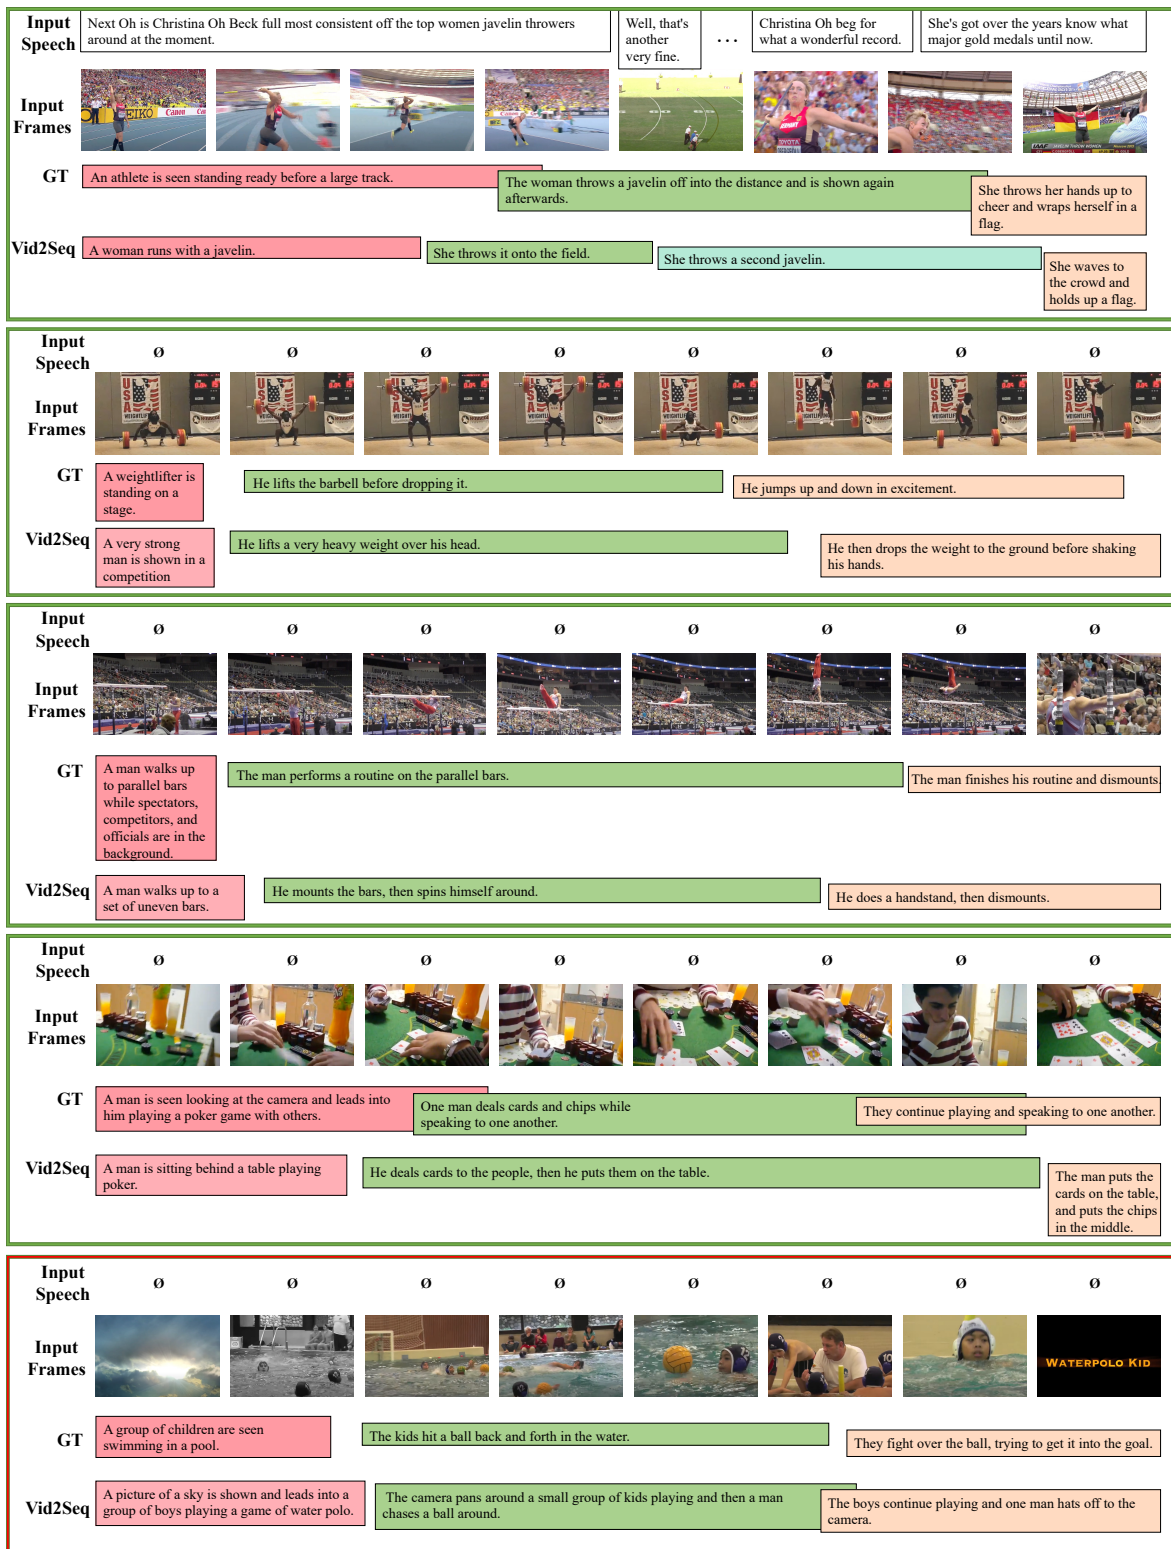 Input
Speech
Next Oh is Christina Oh Beck full most consistent off the top women javelin throwers
around at the moment.
Well, that's
another
very fine.
...
Christina Oh beg for
what a wonderful record.
She's got over the years know what
major gold medals until now.
Input
Frames
SEIKO
Canon
GERMANY
TOYOTA
GT
An athlete is seen standing ready before a large track.
The woman throws a javelin off into the distance and is shown again
afterwards.
She throws her hands up to
cheer and wraps herself in a
flag.
Vid2Seq
A woman runs with a javelin.
She throws it onto the field.
She throws a second javelin.
She waves to
the crowd and
holds up a flag.
Input
Speech
Ø Ø Ø Ø Ø Ø Ø Ø
Input
Frames
USA
GT
A weightlifter is
standing on a
stage.
He lifts the barbell before dropping it.
He jumps up and down in excitement.
Vid2Seq
A very strong
man is shown in a
competition
He lifts a very heavy weight over his head.
He then drops the weight to the ground before shaking
his hands.
Input
Speech
Ø Ø Ø Ø Ø Ø Ø Ø
Input
Frames
GT
A man walks up
to parallel bars
while spectators,
competitors, and
officials are in the
background.
The man performs a routine on the parallel bars.
The man finishes his routine and dismounts.
Vid2Seq
A man walks up to a
set of uneven bars.
He mounts the bars, then spins himself around.
He does a handstand, then dismounts.
Input
Speech
Ø Ø Ø Ø Ø Ø Ø Ø
Input
Frames
GT
A man is seen looking at the camera and leads into
him playing a poker game with others.
One man deals cards and chips while
speaking to one another.
They continue playing and speaking to one another.
Vid2Seq
A man is sitting behind a table playing
poker.
He deals cards to the people, then he puts them on the table.
The man puts the
cards on the table,
and puts the chips
in the middle.
Input
Speech
Ø Ø Ø Ø Ø Ø Ø Ø
Input
Frames
WATERPOLO KID
GT
A group of children are seen
swimming in a pool.
The kids hit a ball back and forth in the water.
They fight over the ball, trying to get it into the goal.
Vid2Seq
A picture of a sky is shown and leads into a
group of boys playing a game of water polo.
The camera pans around a small group of kids playing and then a man
chases a ball around.
The boys continue playing and one man hats off to the
camera.